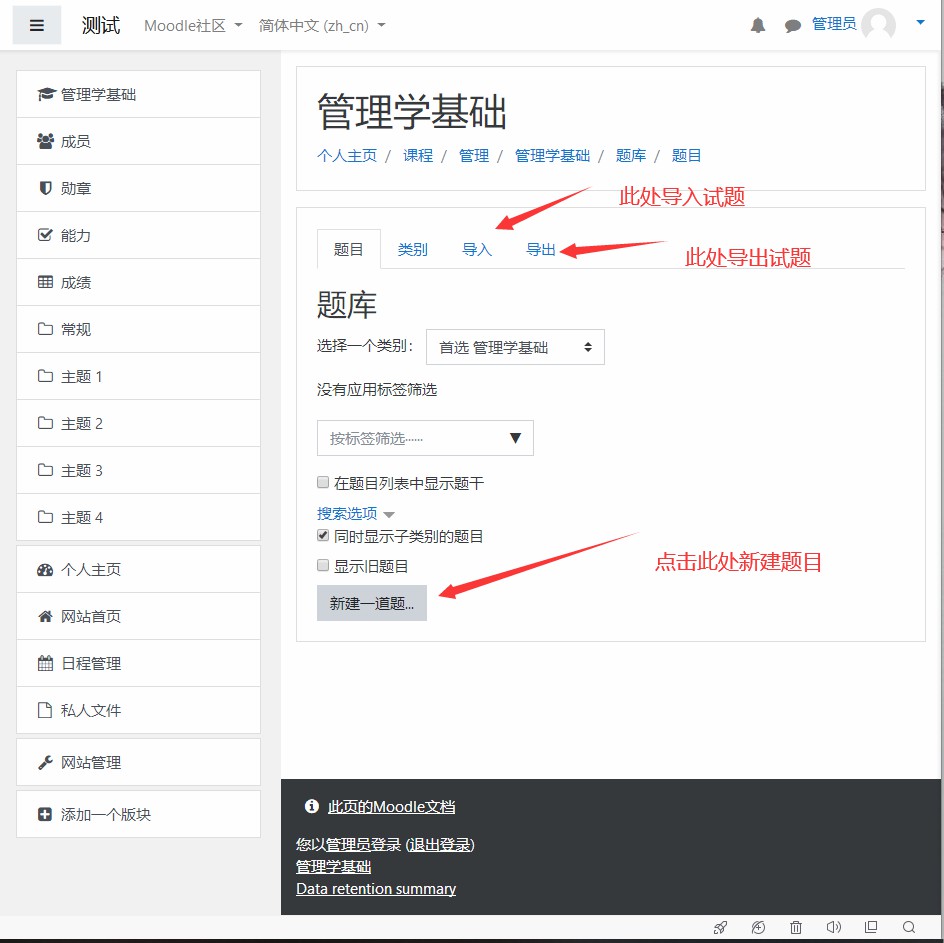 测试 Moodle社区 简体中文 (zh_cn) 管理员
管理学基础
成员
勋章
能力
成绩
常规
主题 1
主题 2
主题 3
主题 4
个人主页
网站首页
日程管理
私人文件
网站管理
添加一个版块
管理学基础
个人主页 / 课程 / 管理 / 管理学基础 / 题库 / 题目
此处导入试题
题目 类别 导入 导出
此处导出试题
题库
选择一个类别： 首选 管理学基础
没有应用标签筛选
按标签筛选......
在题目列表中显示题干
搜索选项
同时显示子类别的题目
点击此处新建题目
显示旧题目
新建一道题...
此页的Moodle文档
您以管理员登录 (退出登录)
管理学基础
Data retention summary